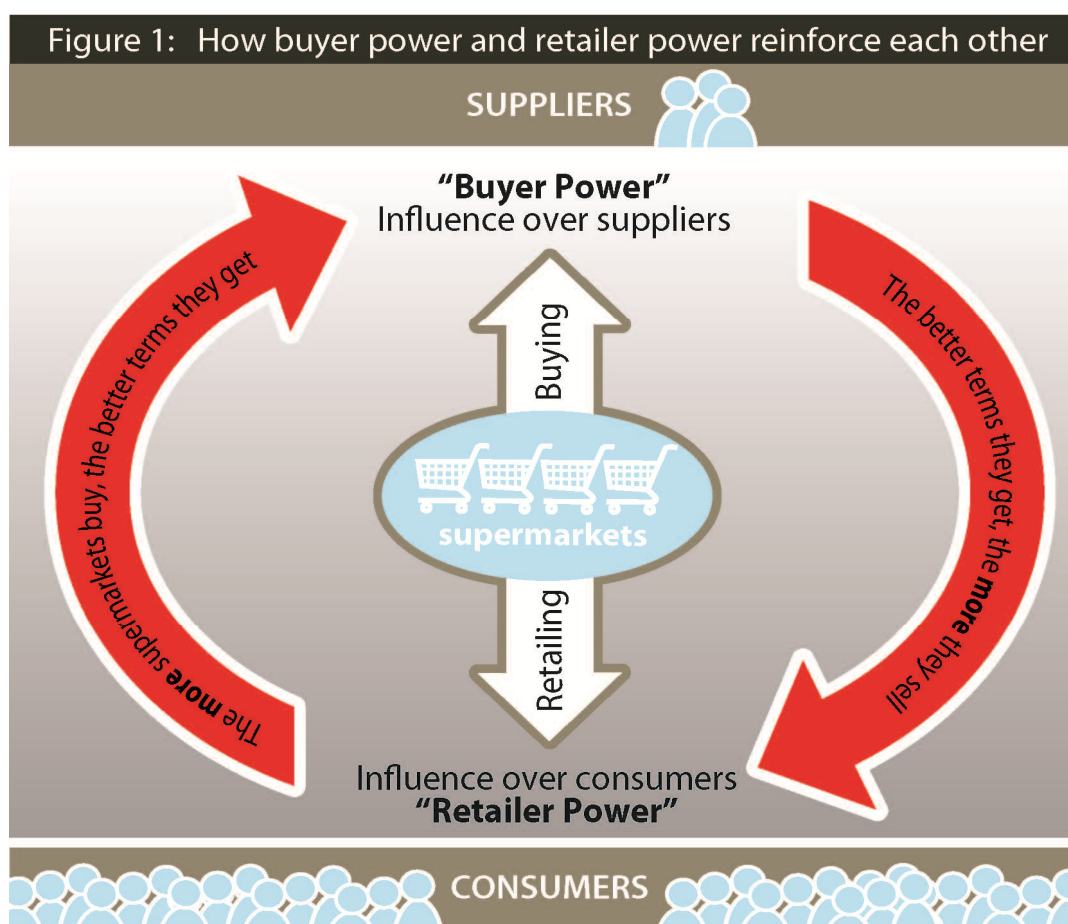 Figure 1: How buyer power and retailer power reinforce each other
SUPPLIERS
“Buyer Power”
Influence over suppliers
The more supermarkets buy, the better terms they get
Buying
The better terms they get, the more they sell
supermarkets
Retailing
Influence over consumers
“Retailer Power”
CONSUMERS